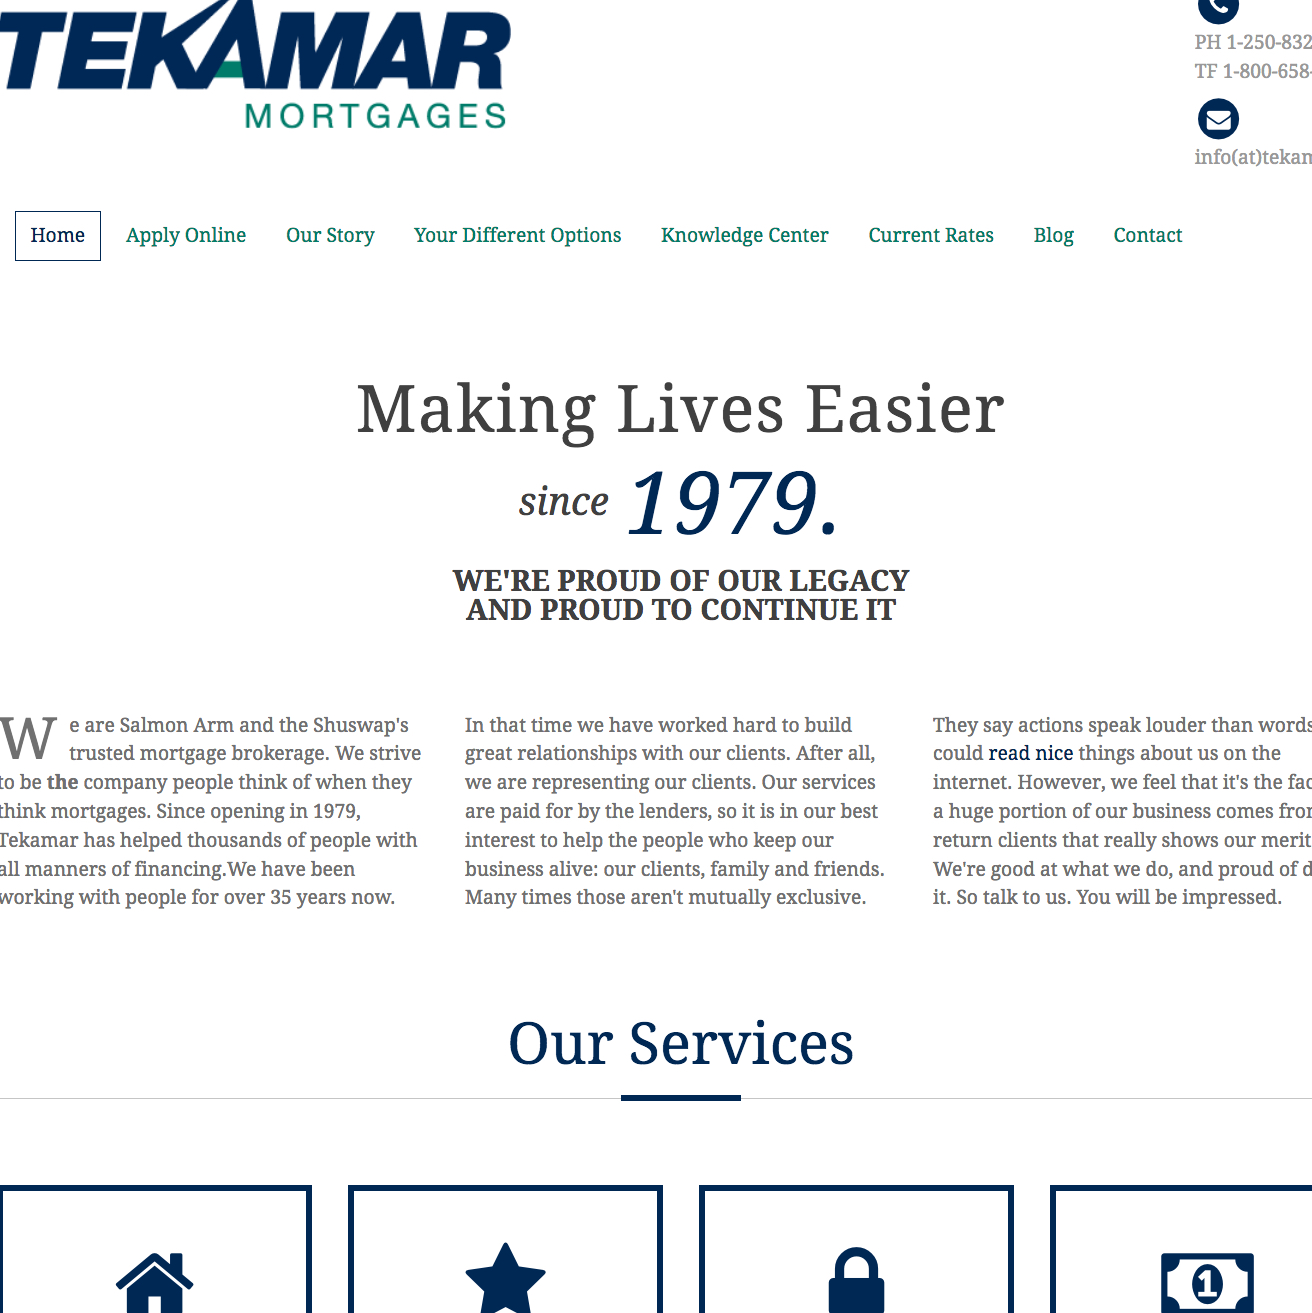 TEKAMAR
MORTGAGES
PH 1-250-832
TF 1-800-658-
info(at)tekam
Home
Apply Online
Our Story
Your Different Options
Knowledge Center
Current Rates
Blog
Contact
Making Lives Easier
since 1979.
WE'RE PROUD OF OUR LEGACY
AND PROUD TO CONTINUE IT
We are Salmon Arm and the Shuswap's
trusted mortgage brokerage. We strive
to be the company people think of when they
think mortgages. Since opening in 1979,
Tekamar has helped thousands of people with
all manners of financing.We have been
working with people for over 35 years now.
In that time we have worked hard to build
great relationships with our clients. After all,
we are representing our clients. Our services
are paid for by the lenders, so it is in our best
interest to help the people who keep our
business alive: our clients, family and friends.
Many times those aren't mutually exclusive.
They say actions speak louder than words
could read nice things about us on the
internet. However, we feel that it's the fac
a huge portion of our business comes from
return clients that really shows our merit
We're good at what we do, and proud of d
it. So talk to us. You will be impressed.
Our Services
1